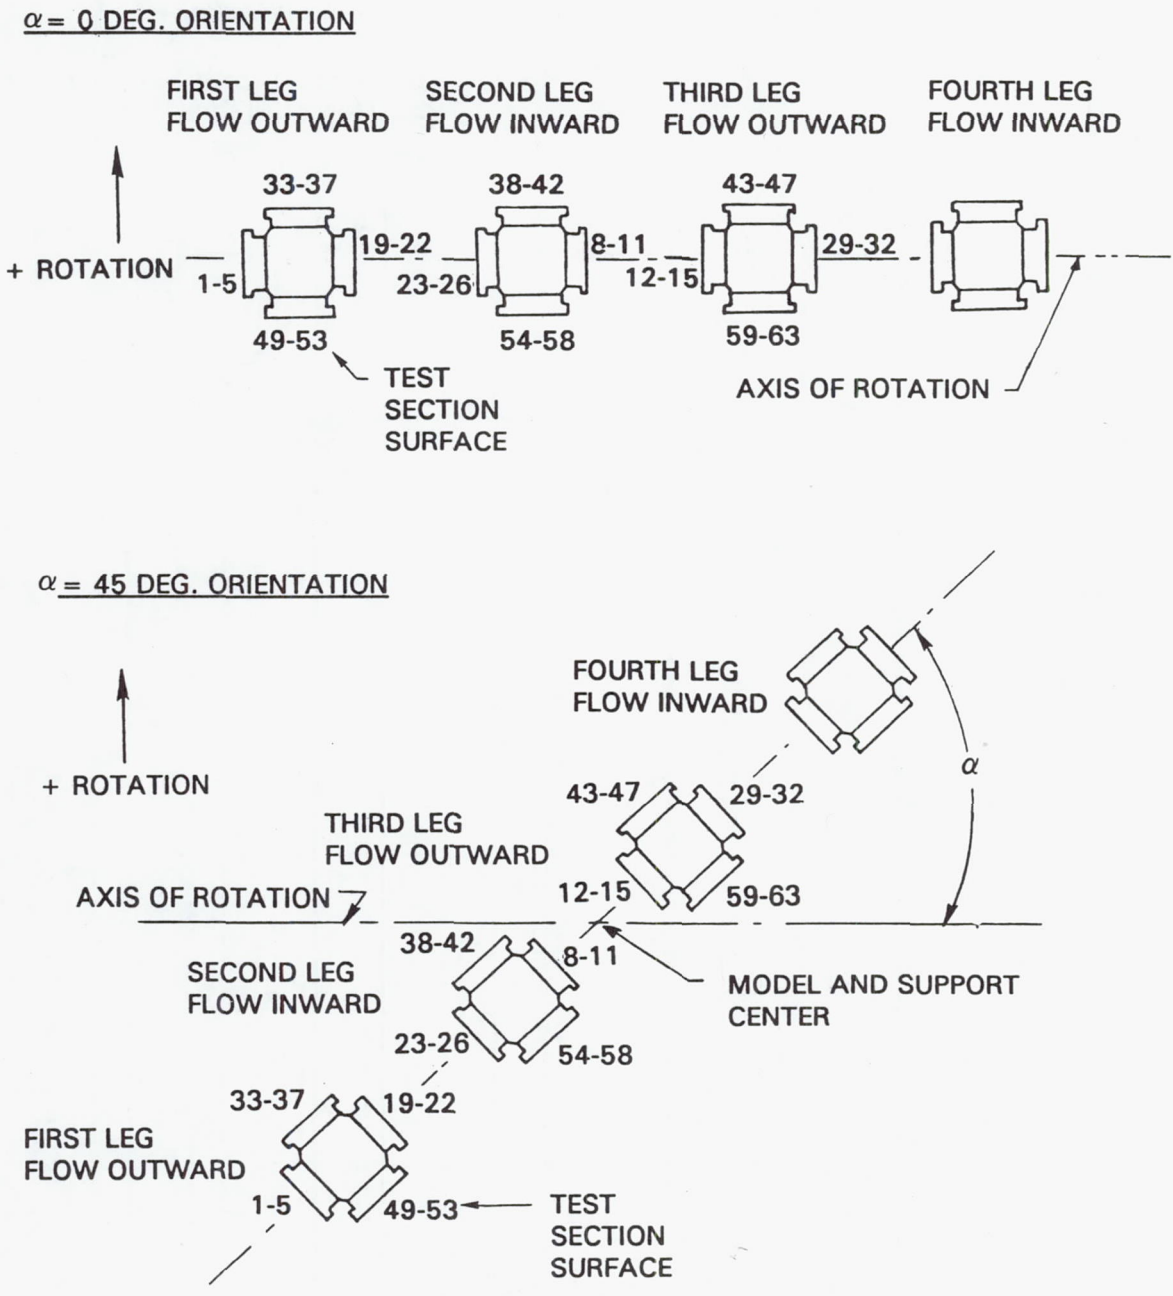 α = 0 DEG. ORIENTATION
FIRST LEG
FLOW OUTWARD
SECOND LEG
FLOW INWARD
THIRD LEG
FLOW OUTWARD
FOURTH LEG
FLOW INWARD
33-37
38-42
43-47
+ ROTATION
1-5
19-22
23-26
8-11
12-15
29-32
49-53
54-58
59-63
TEST
SECTION
SURFACE
AXIS OF ROTATION
α = 45 DEG. ORIENTATION
FOURTH LEG
FLOW INWARD
α
+ ROTATION
43-47
29-32
THIRD LEG
FLOW OUTWARD
12-15
59-63
AXIS OF ROTATION
38-42
8-11
SECOND LEG
FLOW INWARD
MODEL AND SUPPORT
CENTER
23-26
54-58
33-37
19-22
FIRST LEG
FLOW OUTWARD
1-5
49-53
TEST
SECTION
SURFACE